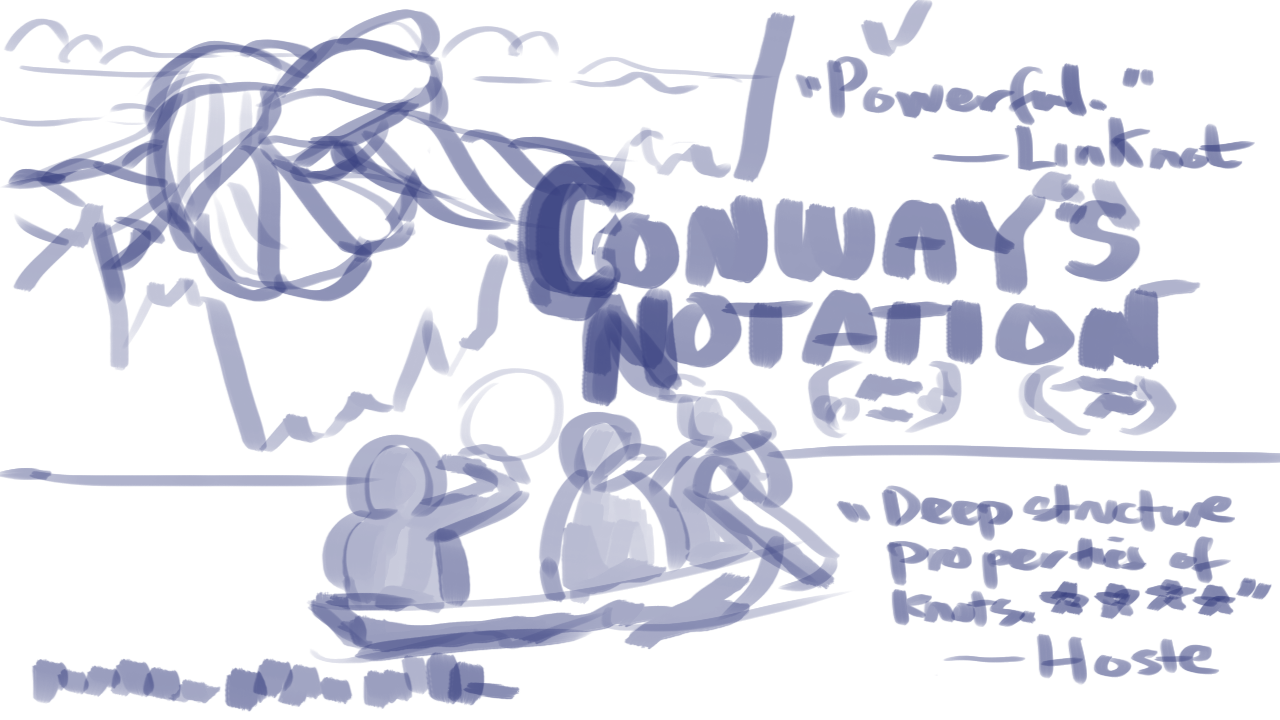 "Powerful."
— LinKnot
CONWAY'S
NOTATION
"Deep structure
Properties of
Knots. ★★★★"
— Hoste